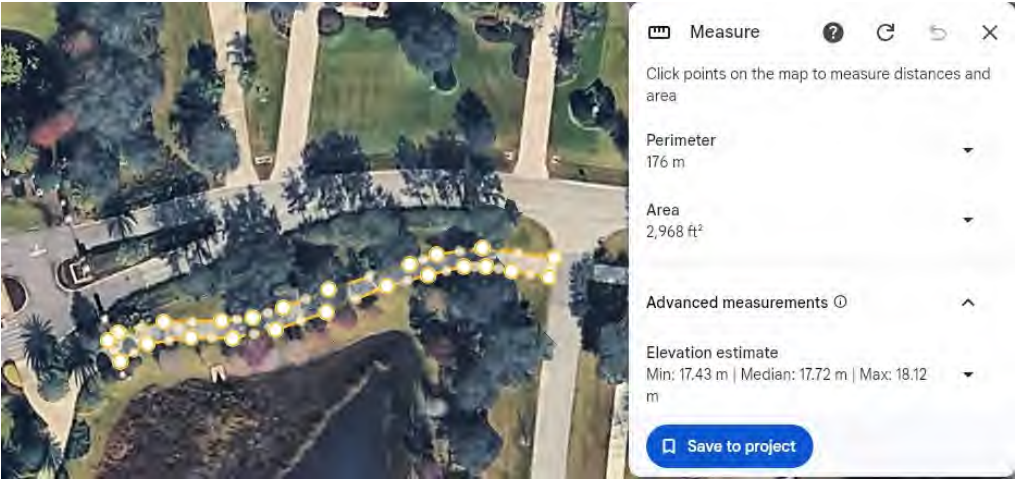 Measure
Click points on the map to measure distances and
area
Perimeter
176 m
Area
2,968 ft²
Advanced measurements
Elevation estimate
Min: 17.43 m | Median: 17.72 m | Max: 18.12
m
Save to project